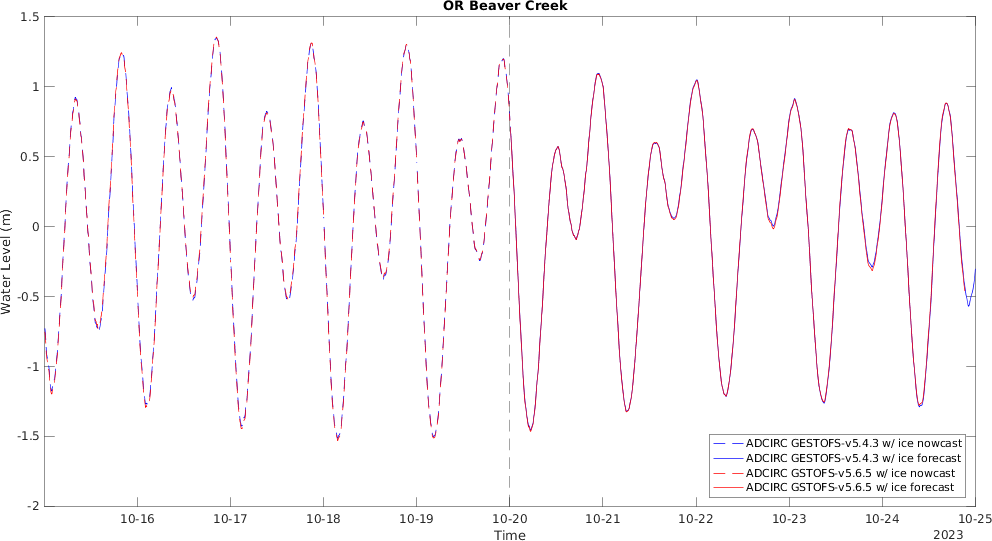 OR Beaver Creek
1.5
1
0.5
0
-0.5
-1
-1.5
-2
Water Level (m)
10-16
10-17
10-18
10-19
10-20
10-21
10-22
10-23
10-24
10-25
Time
2023
ADCIRC GESTOFS-v5.4.3 w/ ice nowcast
ADCIRC GESTOFS-v5.4.3 w/ ice forecast
ADCIRC GSTOFS-v5.6.5 w/ ice nowcast
ADCIRC GSTOFS-v5.6.5 w/ ice forecast